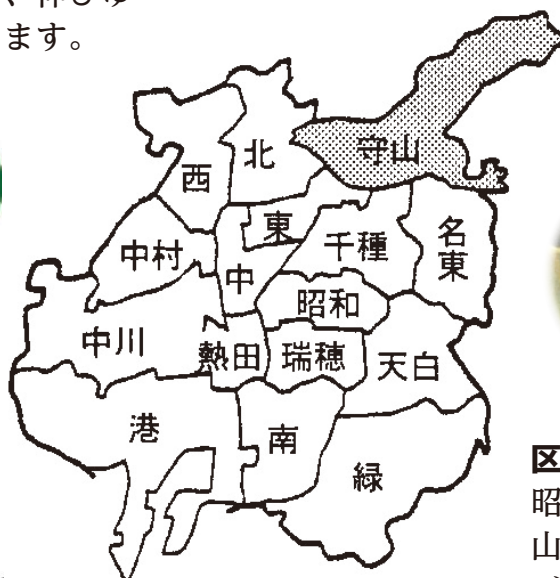 ます。
北
守山
西
東
千種
名東
中村
中
昭和
中川
熱田
瑞穂
天白
港
南
緑
区
昭
山